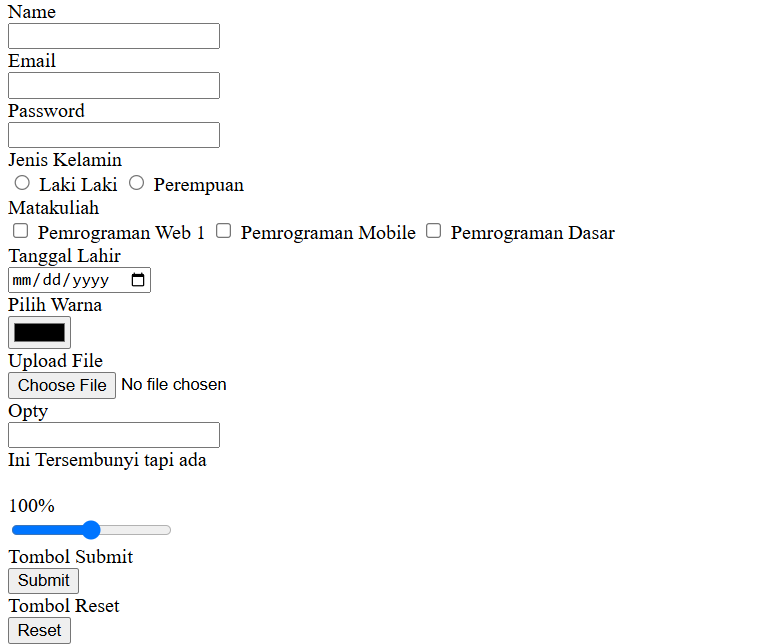 Name
Email
Password
Jenis Kelamin
Laki Laki Perempuan
Matakuliah
Pemrograman Web 1 Pemrograman Mobile Pemrograman Dasar
Tanggal Lahir
mm/dd/yyyy
Pilih Warna
Upload File
Choose File No file chosen
Opty
Ini Tersembunyi tapi ada
100%
Tombol Submit
Submit
Tombol Reset
Reset